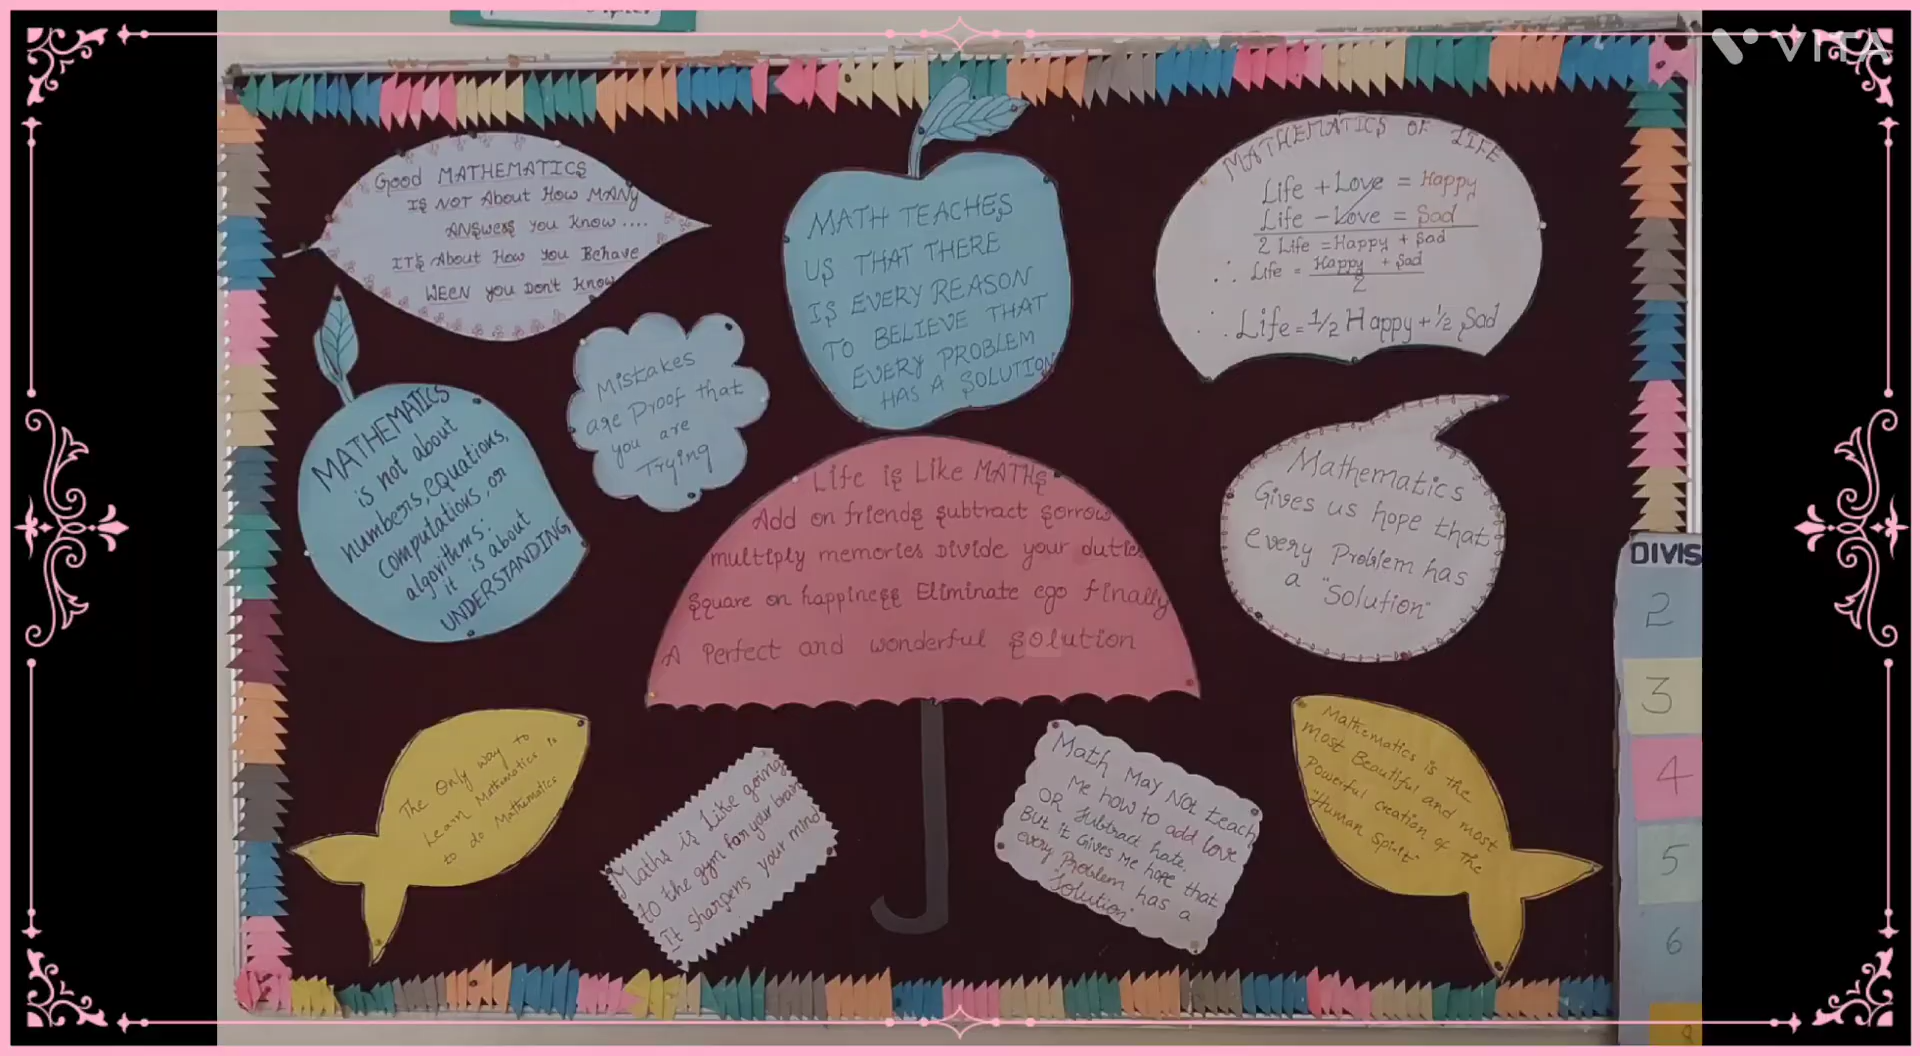 VITA
Good MATHEMATICS
IS NOT About How MANY
ANSWERS you Know....
IT'S About How You Behave
WEEN you Don't Know
MATH TEACHES
US THAT THERE
IS EVERY REASON
TO BELIEVE THAT
EVERY PROBLEM
HAS A SOLUTION
MATHEMATICS OF LIFE
Life + Love = Happy
Life - Love = Sad
2 Life = Happy + Sad
∴ Life = Happy + Sad
2
∴ Life = 1/2 Happy + 1/2 Sad
Mistakes
are Proof that
you are
Trying
MATHEMATICS
is not about
numbers, equations,
computations, or
algorithms:
it is about
UNDERSTANDING
Life is Like MATHS
Add on friends subtract sorrow
multiply memories Divide your duties
Square on happiness Eliminate ego finally
A Perfect and wonderful solution
Mathematics
Gives us hope that
every Problem has
a "Solution"
The Only way to
Learn Mathematics is
to do Mathematics
Maths is Like going
to the gym for your brain
It sharpens your mind
Math May Not teach
Me how to add love
OR Subtract hate,
But it Gives Me hope that
every Problem has a
"Solution"
Mathematics is the
most Beautiful and most
Powerful creation of the
"Human Spirit"
DIVIS
2
3
4
5
6